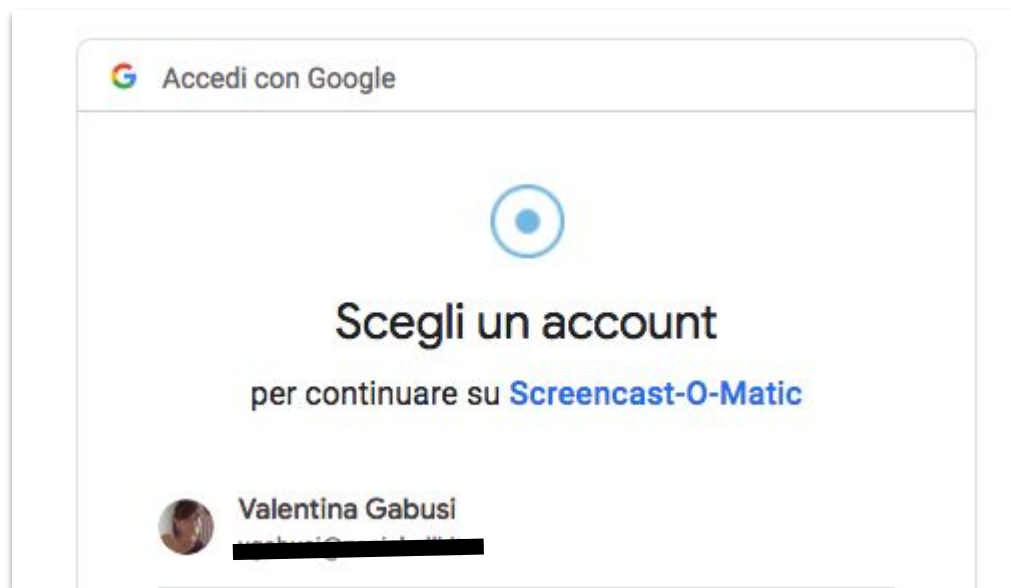 Accedi con Google
Scegli un account
per continuare su Screencast-O-Matic
Valentina Gabusi